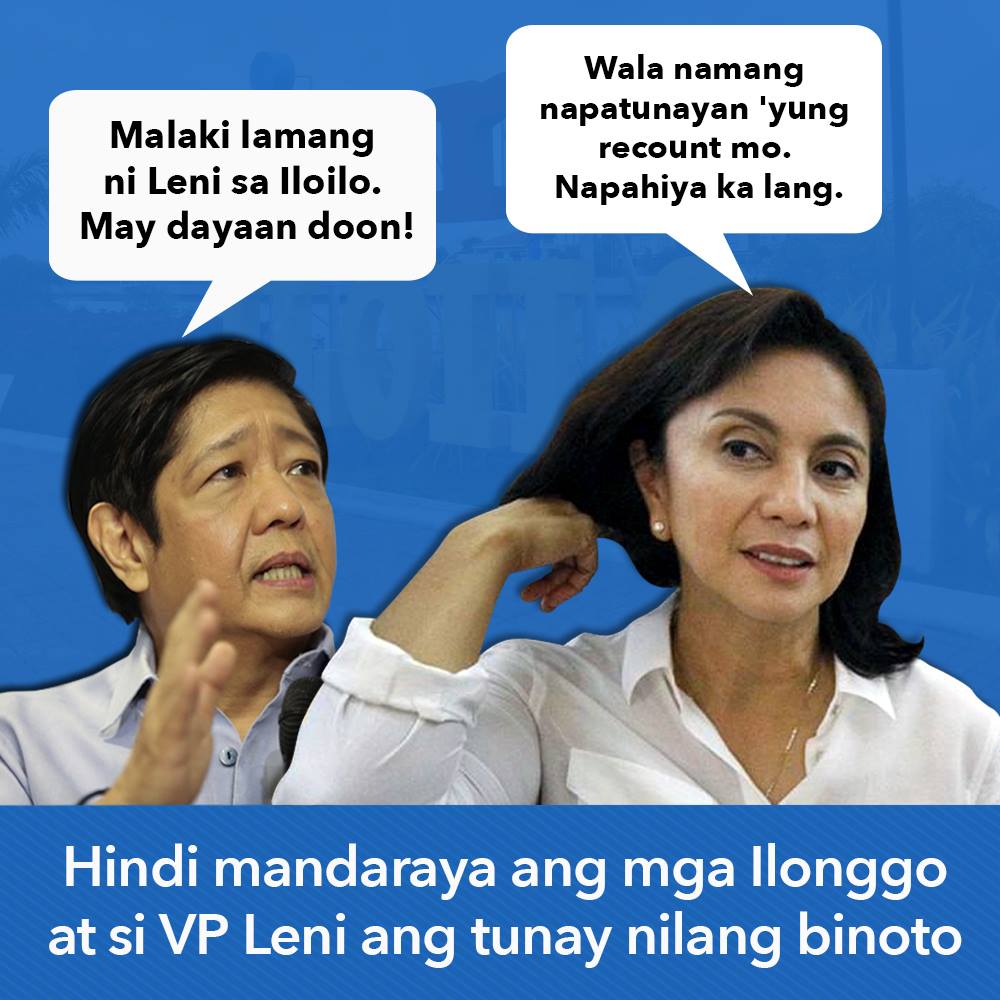 Malaki lamang
ni Leni sa Iloilo.
May dayaan doon!
Wala namang
napatunayan 'yung
recount mo.
Napahiya ka lang.
Hindi mandaraya ang mga Ilonggo
at si VP Leni ang tunay nilang binoto